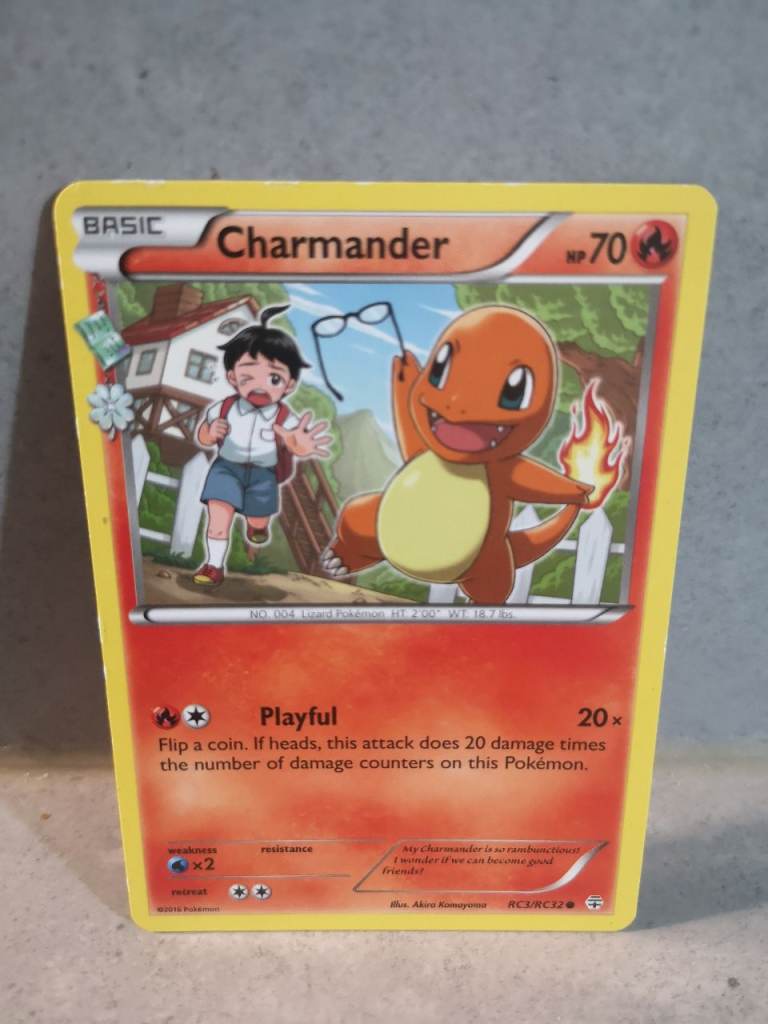 BASIC
Charmander
HP 70
NO. 004 Lizard Pokémon HT: 2'00" WT: 18.7 lbs.
Playful 20×
Flip a coin. If heads, this attack does 20 damage times
the number of damage counters on this Pokémon.
weakness resistance
×2
retreat
My Charmander is so rambunctious!
I wonder if we can become good
friends?
©2016 Pokémon
Illus. Akira Komayama RC3/RC32